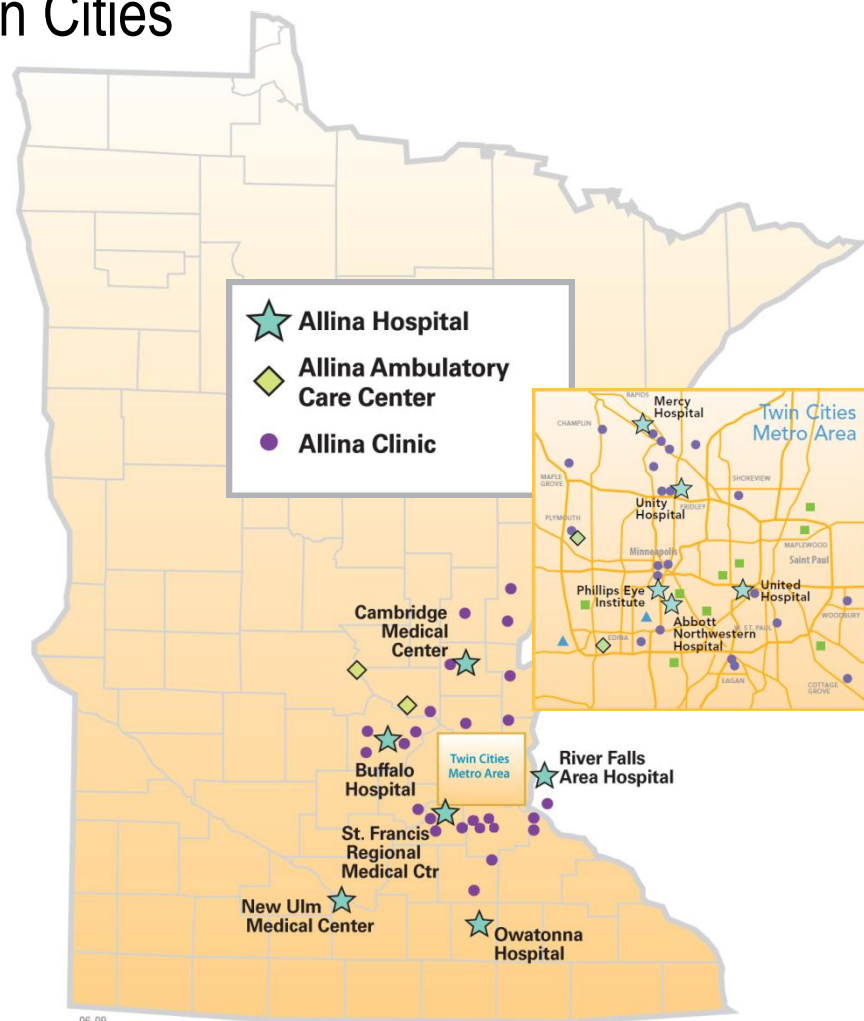 n Cities
Allina Hospital
Allina Ambulatory
Care Center
Allina Clinic
RAPIDS
Mercy
Hospital
Twin Cities
Metro Area
CHAMPLIN
MAPLE
GROVE
SHOREVIEW
Unity
Hospital
FRIDLEY
PLYMOUTH
MAPLEWOOD
Minneapolis
Saint Paul
Phillips Eye
Institute
United
Hospital
Abbott
Northwestern
Hospital
W. ST. PAUL
WOODBURY
EDINA
EAGAN
COTTAGE
GROVE
Cambridge
Medical
Center
Twin Cities
Metro Area
River Falls
Area Hospital
Buffalo
Hospital
St. Francis
Regional
Medical Ctr
New Ulm
Medical Center
Owatonna
Hospital